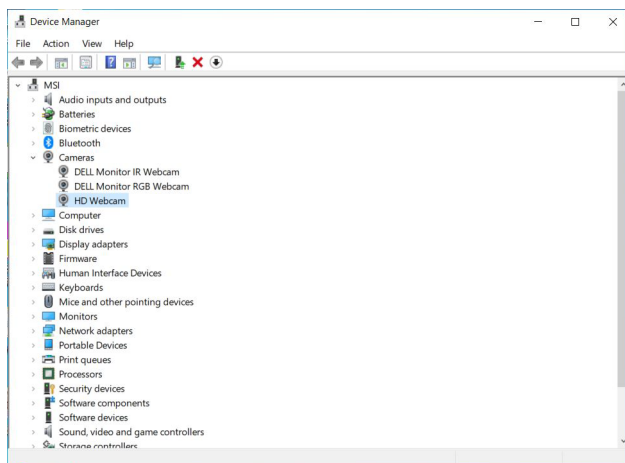 Device Manager
File Action View Help
MSI
Audio inputs and outputs
Batteries
Biometric devices
Bluetooth
Cameras
DELL Monitor IR Webcam
DELL Monitor RGB Webcam
HD Webcam
Computer
Disk drives
Display adapters
Firmware
Human Interface Devices
Keyboards
Mice and other pointing devices
Monitors
Network adapters
Portable Devices
Print queues
Processors
Security devices
Software components
Software devices
Sound, video and game controllers
Storage controllers